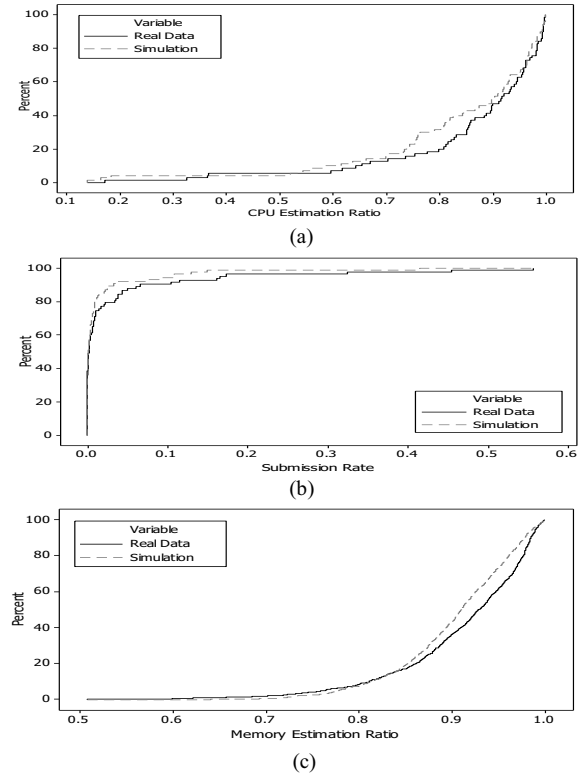 Variable
Real Data
Simulation
Percent
100
80
60
40
20
0
0.1 0.2 0.3 0.4 0.5 0.6 0.7 0.8 0.9 1.0
CPU Estimation Ratio
(a)
Percent
100
80
60
40
20
0
Variable
Real Data
Simulation
0.0 0.1 0.2 0.3 0.4 0.5 0.6
Submission Rate
(b)
Variable
Real Data
Simulation
Percent
100
80
60
40
20
0
0.5 0.6 0.7 0.8 0.9 1.0
Memory Estimation Ratio
(c)